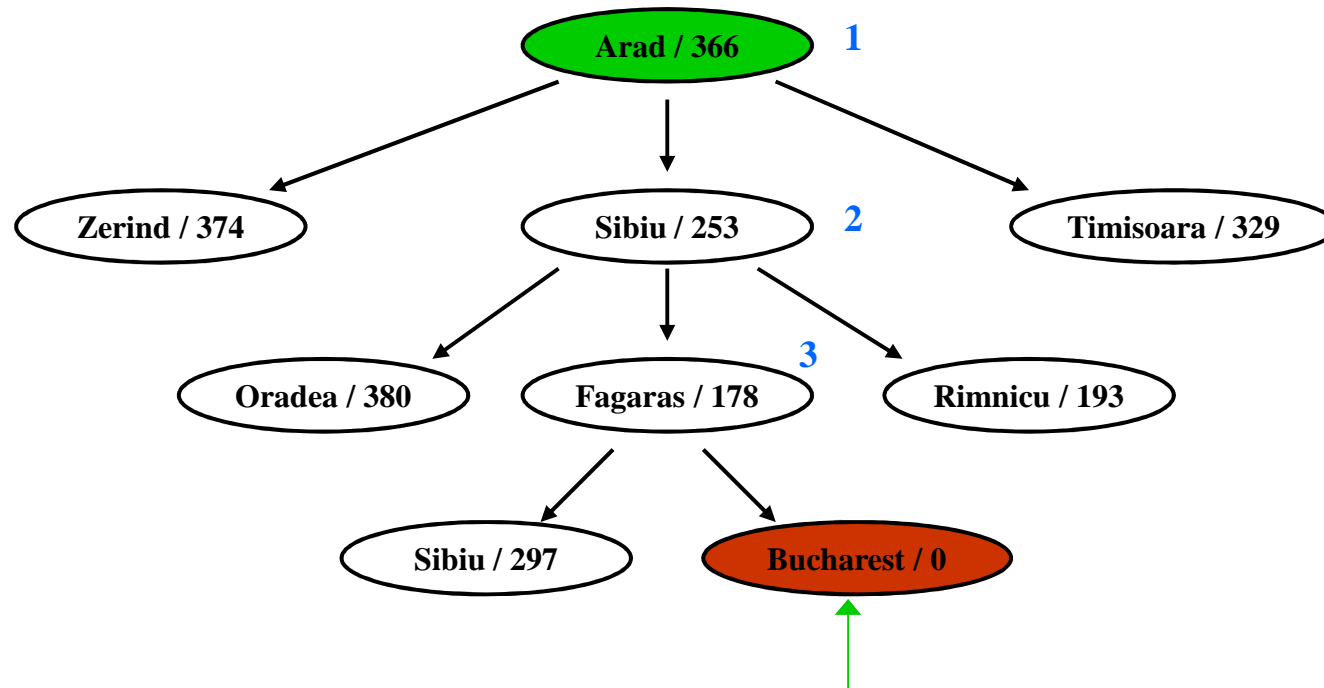 Arad / 366 1
Zerind / 374 Sibiu / 253 2 Timisoara / 329
3
Oradea / 380 Fagaras / 178 Rimnicu / 193
Sibiu / 297 Bucharest / 0